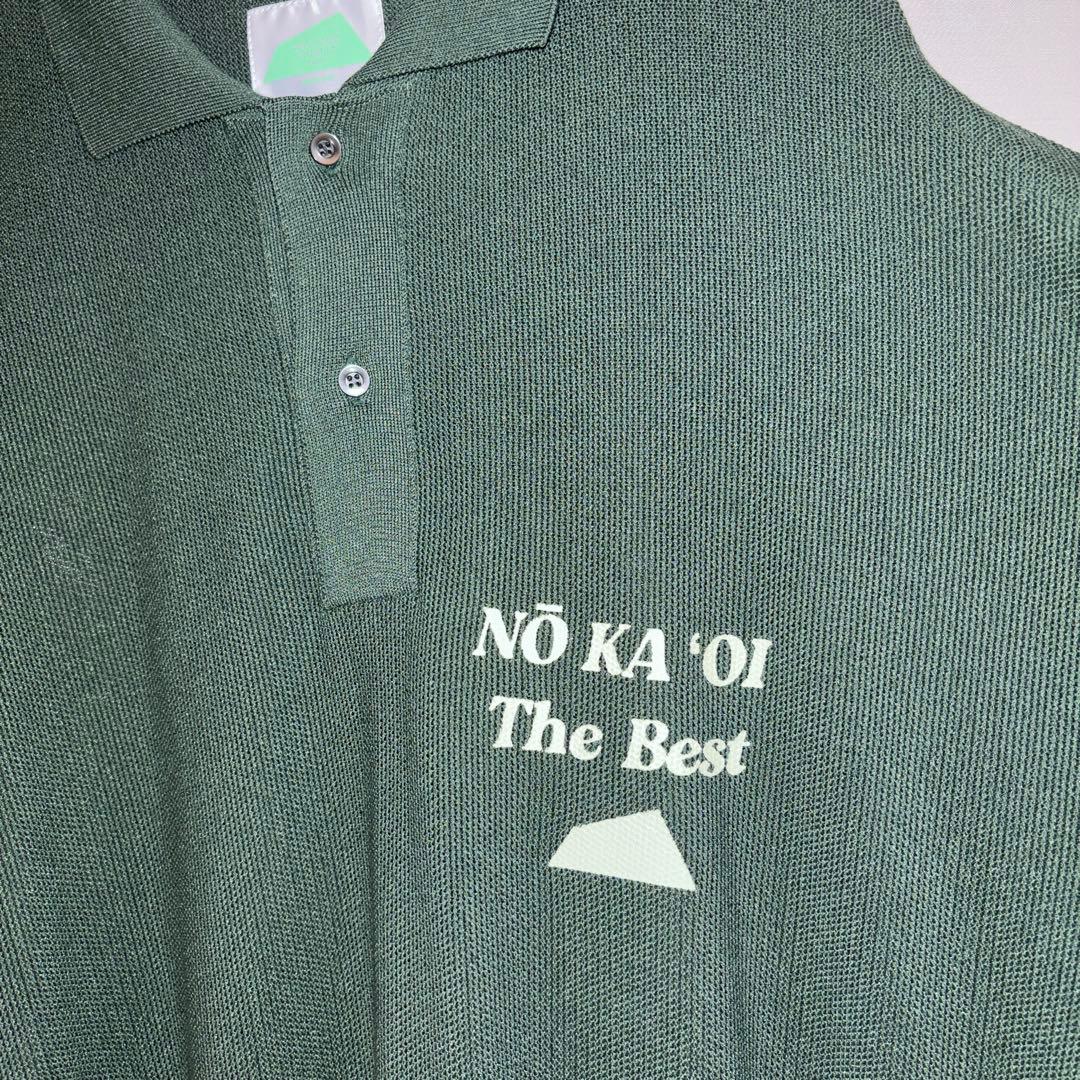 NŌ KA ‘OI
The Best